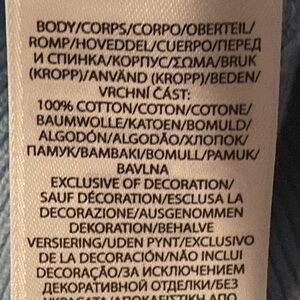 BODY/CORPS/CORPO/OBERTEIL/
ROMP/HOVEDDEL/CUERPO/ПЕРЕД
И СПИНКА/КОРПУС/ΣΩΜΑ/BRUK
(KROPP)/ANVÄND (KROPP)/BEDEN/
VRCHNÍ ČÁST:
100% COTTON/COTON/COTONE/
BAUMWOLLE/KATOEN/BOMULD/
ALGODÓN/ALGODÃO/ХЛОПОК/
ПАМУК/BAMBAKI/BOMULL/PAMUK/
BAVLNA
EXCLUSIVE OF DECORATION/
SAUF DÉCORATION/ESCLUSA LA
DECORAZIONE/AUSGENOMMEN
DEKORATION/BEHALVE
VERSIERING/UDEN PYNT/EXCLUSIVO
DE LA DECORACIÓN/NÃO INCLUI
DECORAÇÃO/ЗА ИСКЛЮЧЕНИЕМ
ДЕКОРАТИВНОЙ ОТДЕЛКИ/БЕЗ